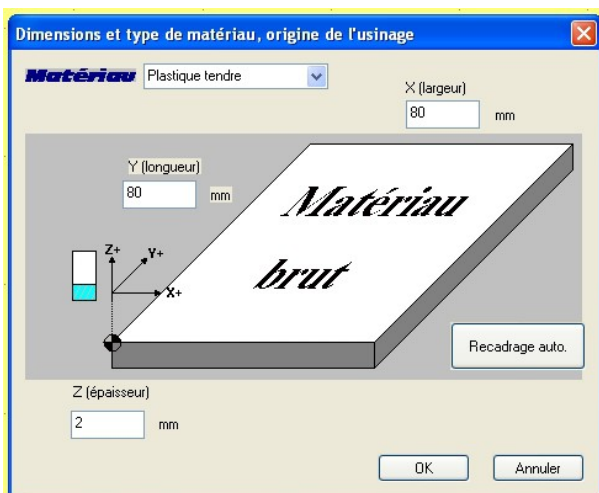 Dimensions et type de matériau, origine de l'usinage
Matériau Plastique tendre
X (largeur)
80 mm
Y (longueur)
80 mm
Matériau
brut
Z+
Y+
X+
Recadrage auto.
Z (épaisseur)
2 mm
OK Annuler